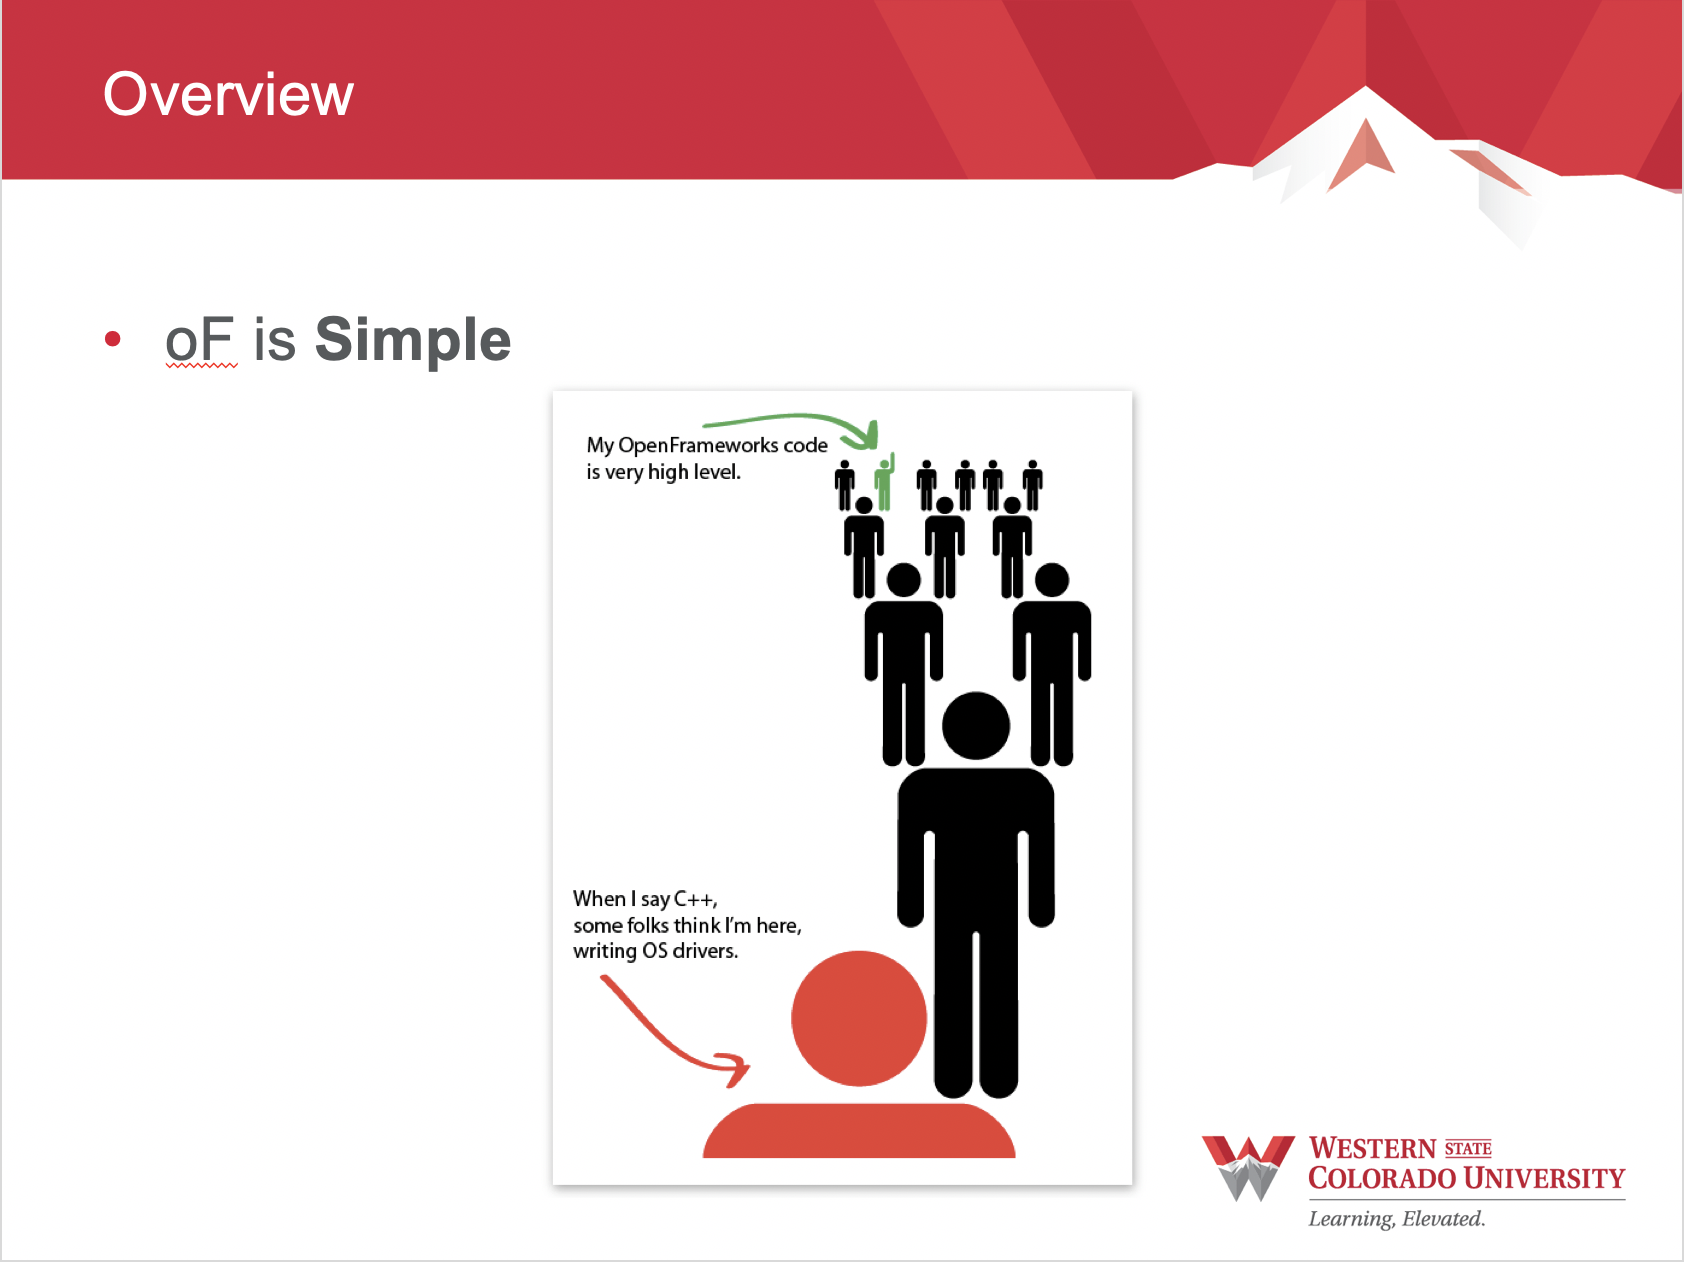 Overview
• oF is Simple
My OpenFrameworks code
is very high level.
When I say C++,
some folks think I'm here,
writing OS drivers.
WESTERN STATE
COLORADO UNIVERSITY
Learning, Elevated.